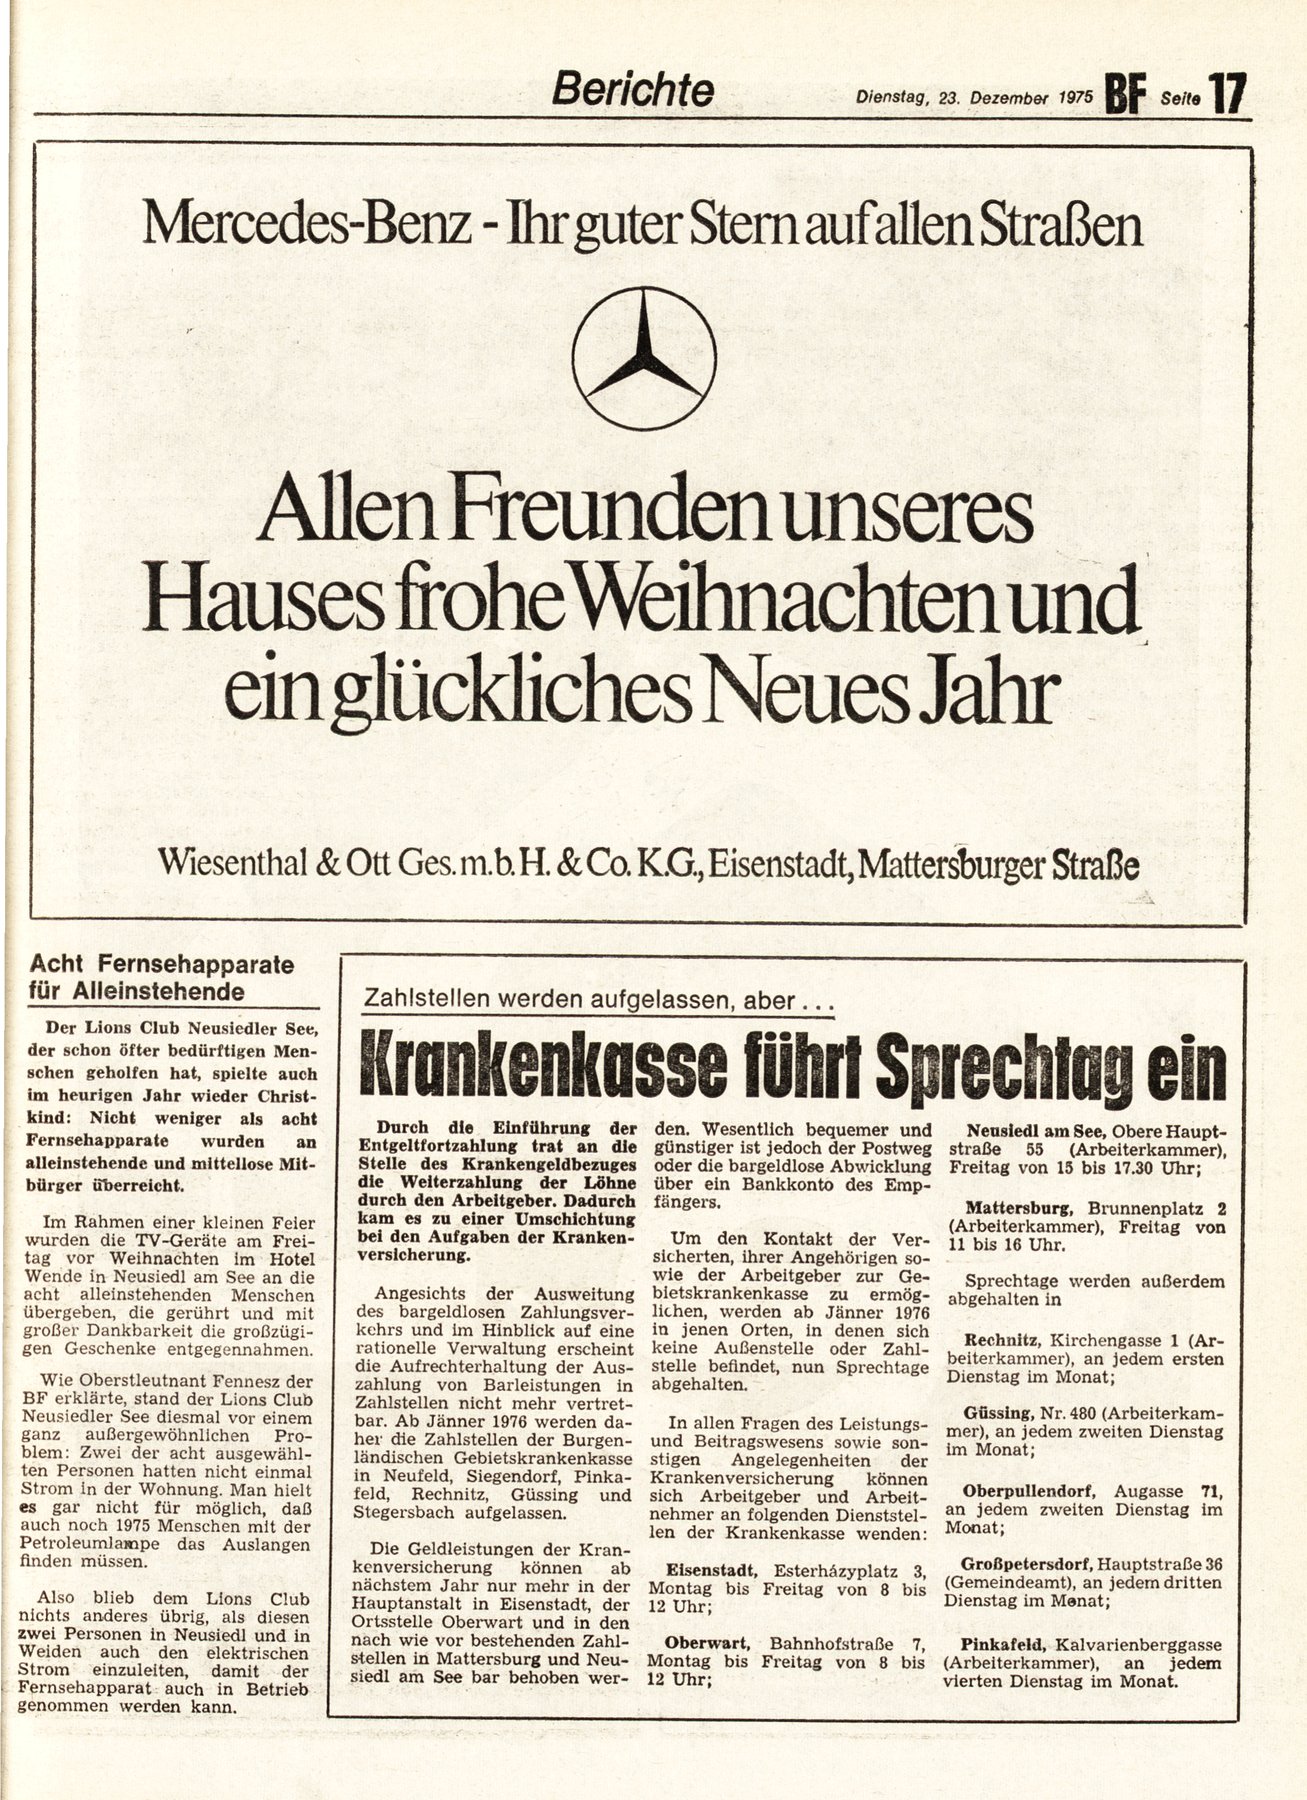 Berichte
Dienstag, 23. Dezember 1975 BF Seite 17
Mercedes-Benz - Ihr guter Stern auf allen Straßen
Allen Freunden unseres
Hauses frohe Weihnachten und
ein glückliches Neues Jahr
Wiesenthal & Ott Ges.m.b.H. & Co. K.G., Eisenstadt, Mattersburger Straße
Acht Fernsehapparate
für Alleinstehende
Der Lions Club Neusiedler See,
der schon öfter bedürftigen Men-
schen geholfen hat, spielte auch
im heurigen Jahr wieder Christ-
kind: Nicht weniger als acht
Fernsehapparate wurden an
alleinstehende und mittellose Mit-
bürger überreicht.
Im Rahmen einer kleinen Feier
wurden die TV-Geräte am Frei-
tag vor Weihnachten im Hotel
Wende in Neusiedl am See an die
acht alleinstehenden Menschen
übergeben, die gerührt und mit
großer Dankbarkeit die großzügi-
gen Geschenke entgegennahmen.
Wie Oberstleutnant Fennesz der
BF erklärte, stand der Lions Club
Neusiedler See diesmal vor einem
ganz außergewöhnlichen Pro-
blem: Zwei der acht ausgewähl-
ten Personen hatten nicht einmal
Strom in der Wohnung. Man hielt
es gar nicht für möglich, daß
auch noch 1975 Menschen mit der
Petroleumlampe das Auslangen
finden müssen.
Also blieb dem Lions Club
nichts anderes übrig, als diesen
zwei Personen in Neusiedl und in
Weiden auch den elektrischen
Strom einzuleiten, damit der
Fernsehapparat auch in Betrieb
genommen werden kann.
Zahlstellen werden aufgelassen, aber . . .
Krankenkasse führt Sprechtag ein
Durch die Einführung der
Entgeltfortzahlung trat an die
Stelle des Krankengeldbezuges
die Weiterzahlung der Löhne
durch den Arbeitgeber. Dadurch
kam es zu einer Umschichtung
bei den Aufgaben der Kranken-
versicherung.
Angesichts der Ausweitung
des bargeldlosen Zahlungsver-
kehrs und im Hinblick auf eine
rationelle Verwaltung erscheint
die Aufrechterhaltung der Aus-
zahlung von Barleistungen in
Zahlstellen nicht mehr vertret-
bar. Ab Jänner 1976 werden da-
her die Zahlstellen der Burgen-
ländischen Gebietskrankenkasse
in Neufeld, Siegendorf, Pinka-
feld, Rechnitz, Güssing und
Stegersbach aufgelassen.
Die Geldleistungen der Kran-
kenversicherung können ab
nächstem Jahr nur mehr in der
Hauptanstalt in Eisenstadt, der
Ortsstelle Oberwart und in den
nach wie vor bestehenden Zahl-
stellen in Mattersburg und Neu-
siedl am See bar behoben wer-
den. Wesentlich bequemer und
günstiger ist jedoch der Postweg
oder die bargeldlose Abwicklung
über ein Bankkonto des Emp-
fängers.
Um den Kontakt der Ver-
sicherten, ihrer Angehörigen so-
wie der Arbeitgeber zur Ge-
bietskrankenkasse zu ermög-
lichen, werden ab Jänner 1976
in jenen Orten, in denen sich
keine Außenstelle oder Zahl-
stelle befindet, nun Sprechtage
abgehalten.
In allen Fragen des Leistungs-
und Beitragswesens sowie son-
stigen Angelegenheiten der
Krankenversicherung können
sich Arbeitgeber und Arbeit-
nehmer an folgenden Dienststel-
len der Krankenkasse wenden:
Eisenstadt, Esterházyplatz 3,
Montag bis Freitag von 8 bis
12 Uhr;
Oberwart, Bahnhofstraße 7,
Montag bis Freitag von 8 bis
12 Uhr;
Neusiedl am See, Obere Haupt-
straße 55 (Arbeiterkammer),
Freitag von 15 bis 17.30 Uhr;
Mattersburg, Brunnenplatz 2
(Arbeiterkammer), Freitag von
11 bis 16 Uhr.
Sprechtage werden außerdem
abgehalten in
Rechnitz, Kirchengasse 1 (Ar-
beiterkammer), an jedem ersten
Dienstag im Monat;
Güssing, Nr. 480 (Arbeiterkam-
mer), an jedem zweiten Dienstag
im Monat;
Oberpullendorf, Augasse 71,
an jedem zweiten Dienstag im
Monat;
Großpetersdorf, Hauptstraße 36
(Gemeindeamt), an jedem dritten
Dienstag im Monat;
Pinkafeld, Kalvarienberggasse
(Arbeiterkammer), an jedem
vierten Dienstag im Monat.